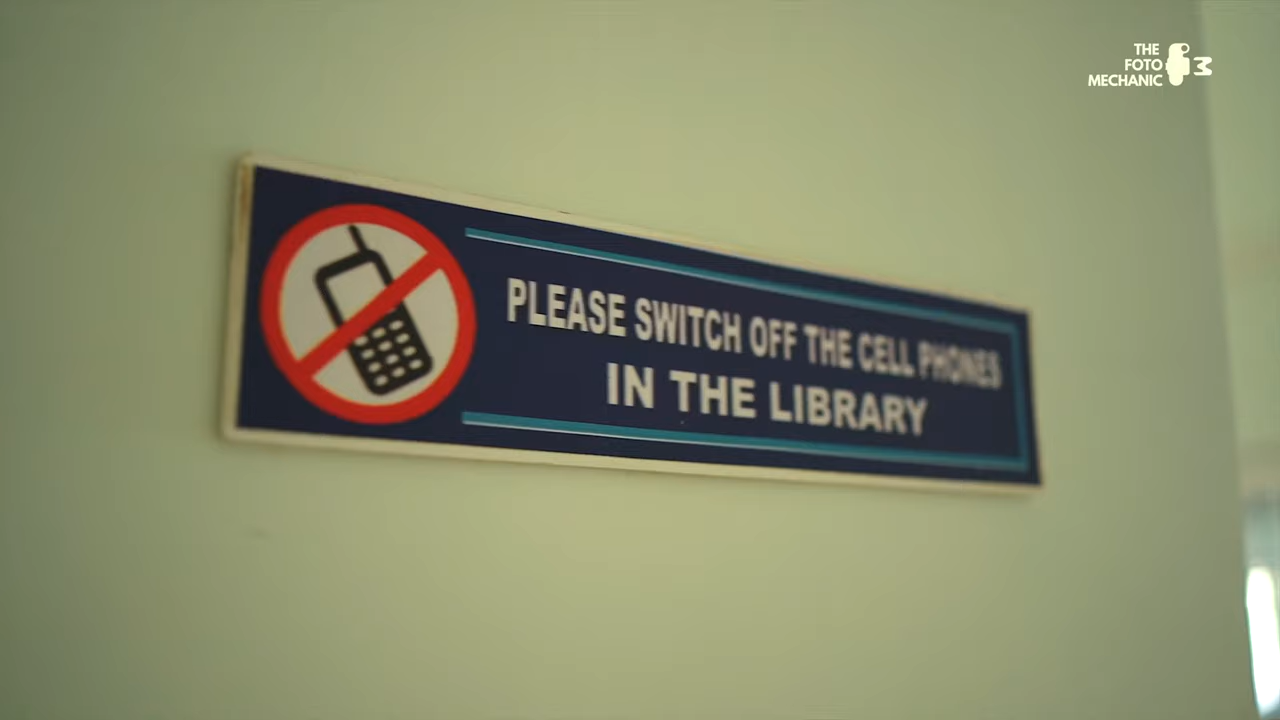 THE
FOTO
MECHANIC
PLEASE SWITCH OFF THE CELL PHONES
IN THE LIBRARY